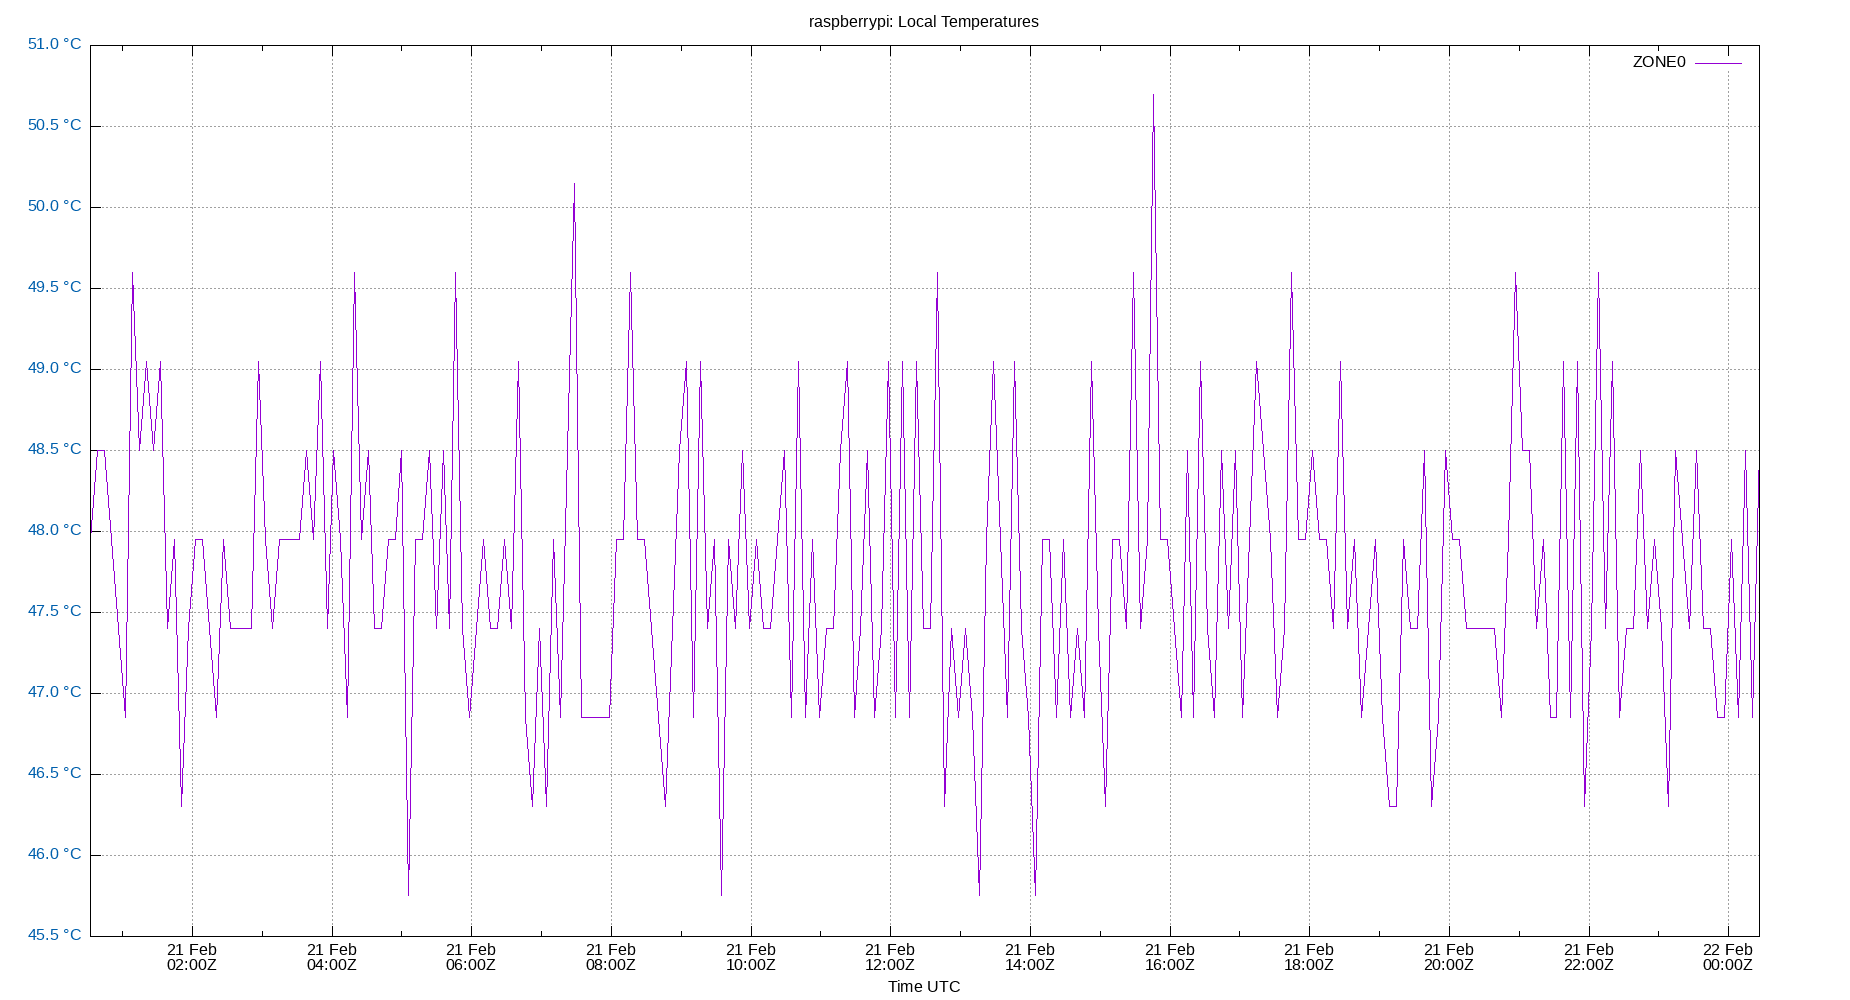 raspberrypi: Local Temperatures
ZONE0
51.0 °C
50.5 °C
50.0 °C
49.5 °C
49.0 °C
48.5 °C
48.0 °C
47.5 °C
47.0 °C
46.5 °C
46.0 °C
45.5 °C
21 Feb
02:00Z
21 Feb
04:00Z
21 Feb
06:00Z
21 Feb
08:00Z
21 Feb
10:00Z
21 Feb
12:00Z
21 Feb
14:00Z
21 Feb
16:00Z
21 Feb
18:00Z
21 Feb
20:00Z
21 Feb
22:00Z
22 Feb
00:00Z
Time UTC